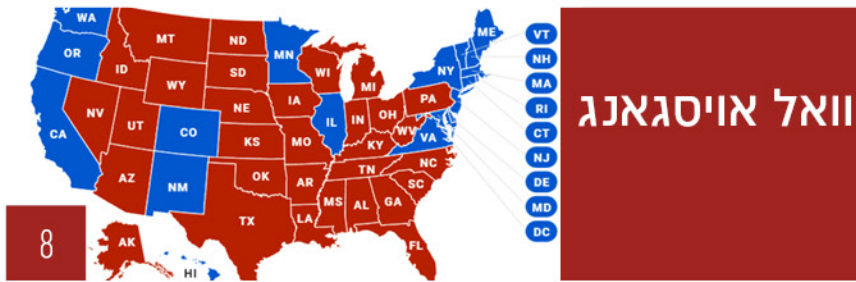 וואל אויסגאנג
WA
OR
CA
NV
ID
MT
WY
UT
AZ
CO
NM
ND
SD
NE
KS
OK
TX
MN
IA
MO
AR
LA
WI
IL
MI
IN
OH
KY
TN
MS
AL
GA
FL
SC
NC
VA
WV
PA
NY
ME
VT
NH
MA
RI
CT
NJ
DE
MD
DC
AK
HI
8